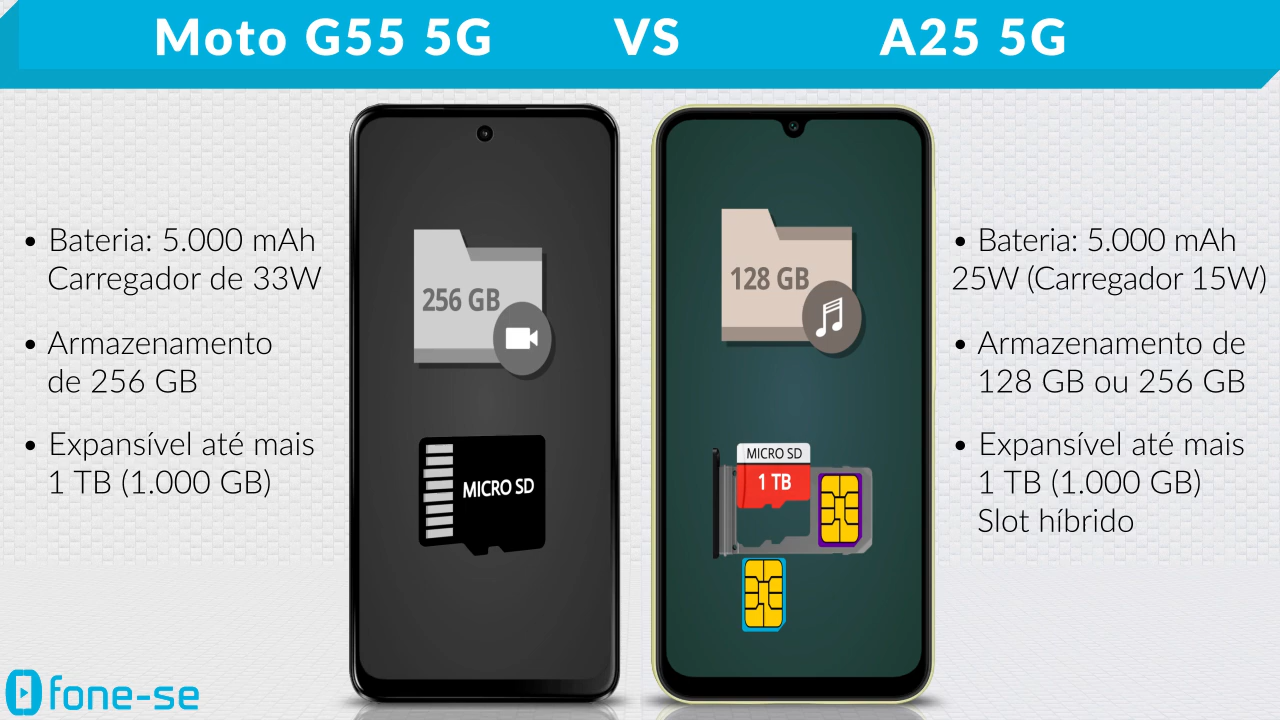 Moto G55 5G VS A25 5G
• Bateria: 5.000 mAh
Carregador de 33W
• Armazenamento
de 256 GB
• Expansível até mais
1 TB (1.000 GB)
256 GB
MICRO SD
128 GB
MICRO SD
1 TB
• Bateria: 5.000 mAh
25W (Carregador 15W)
• Armazenamento de
128 GB ou 256 GB
• Expansível até mais
1 TB (1.000 GB)
Slot híbrido
fone-se